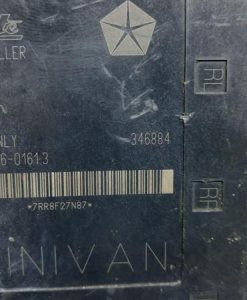 LLER
RL
NLY
346884
6-0161.3
RR
*7RR8F27N87*
INIVAN